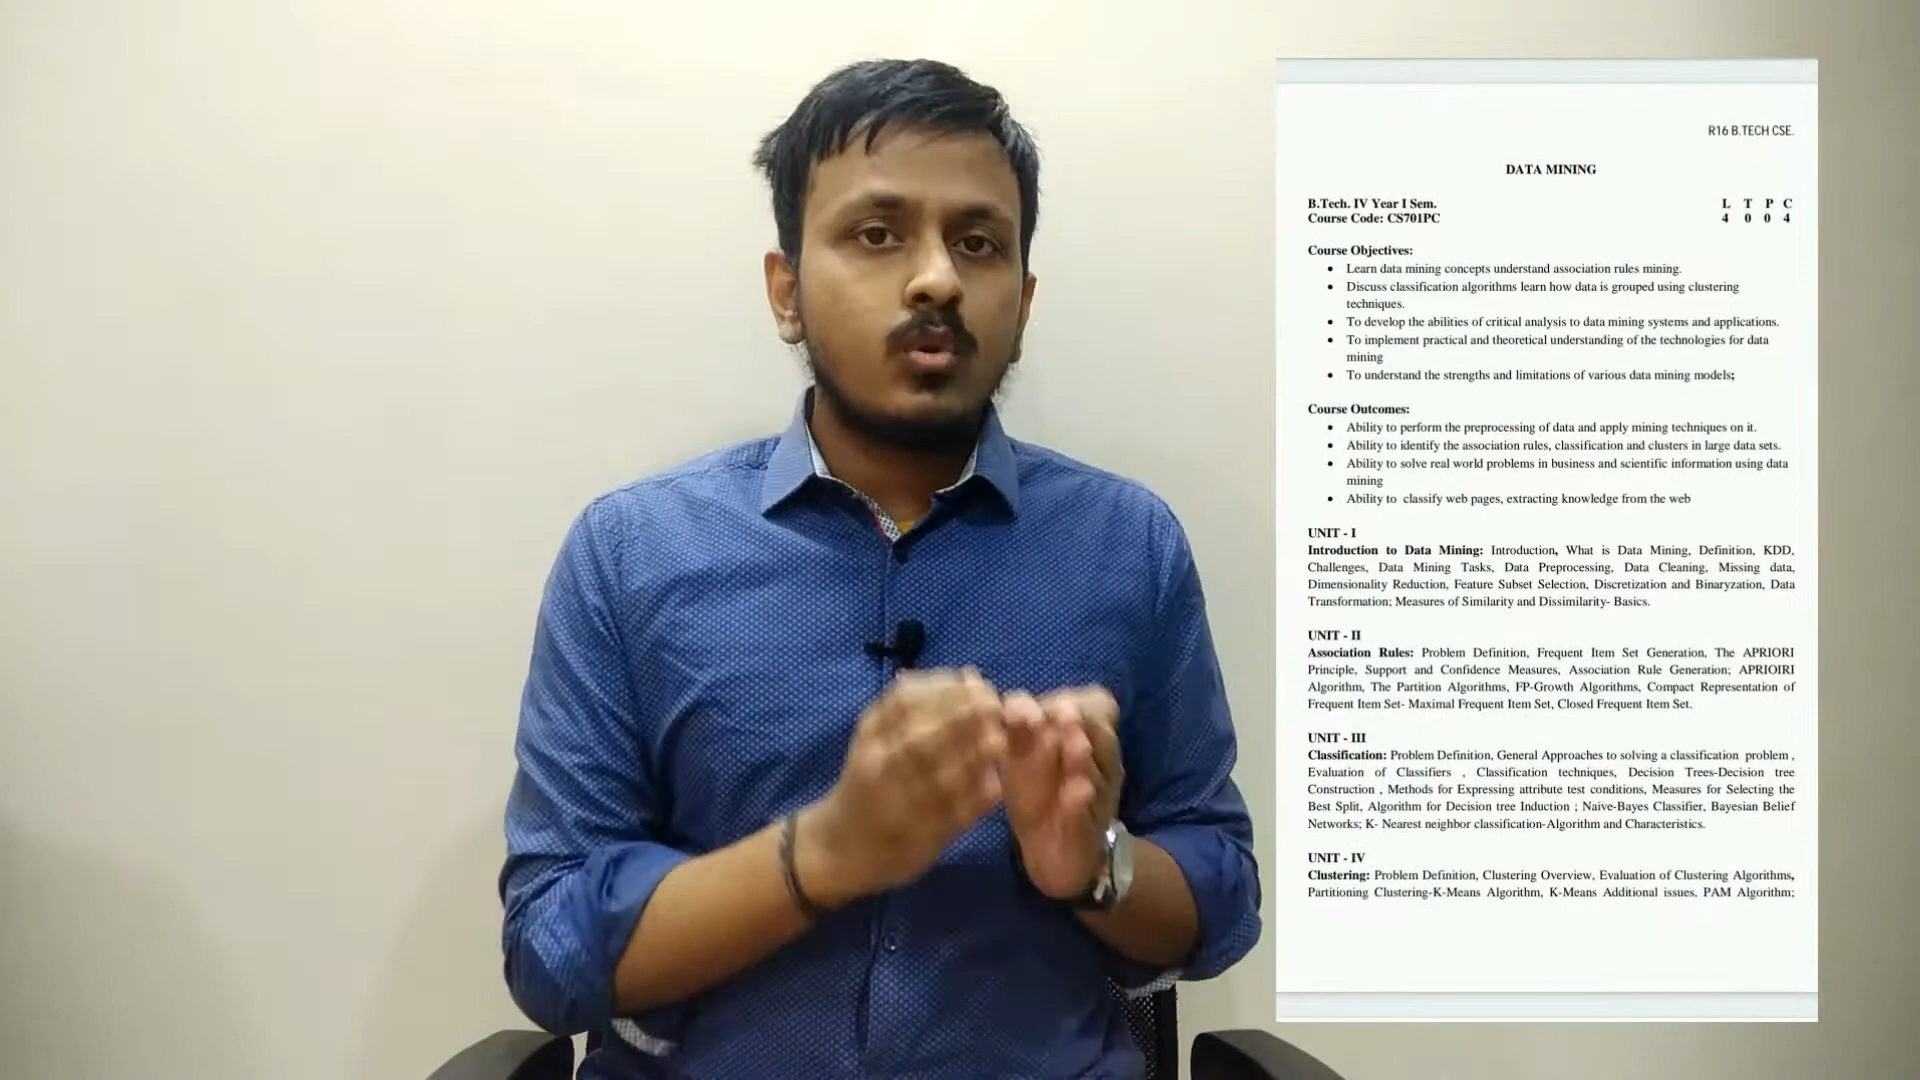 R16 B.TECH CSE.
DATA MINING
B.Tech. IV Year I Sem. L T P C
Course Code: CS701PC 4 0 0 4
Course Objectives:
• Learn data mining concepts understand association rules mining.
• Discuss classification algorithms learn how data is grouped using clustering
techniques.
• To develop the abilities of critical analysis to data mining systems and applications.
• To implement practical and theoretical understanding of the technologies for data
mining
• To understand the strengths and limitations of various data mining models;
Course Outcomes:
• Ability to perform the preprocessing of data and apply mining techniques on it.
• Ability to identify the association rules, classification and clusters in large data sets.
• Ability to solve real world problems in business and scientific information using data
mining
• Ability to classify web pages, extracting knowledge from the web
UNIT - I
Introduction to Data Mining: Introduction, What is Data Mining, Definition, KDD,
Challenges, Data Mining Tasks, Data Preprocessing, Data Cleaning, Missing data,
Dimensionality Reduction, Feature Subset Selection, Discretization and Binaryzation, Data
Transformation; Measures of Similarity and Dissimilarity- Basics.
UNIT - II
Association Rules: Problem Definition, Frequent Item Set Generation, The APRIORI
Principle, Support and Confidence Measures, Association Rule Generation; APRIOIRI
Algorithm, The Partition Algorithms, FP-Growth Algorithms, Compact Representation of
Frequent Item Set- Maximal Frequent Item Set, Closed Frequent Item Set.
UNIT - III
Classification: Problem Definition, General Approaches to solving a classification problem ,
Evaluation of Classifiers , Classification techniques, Decision Trees-Decision tree
Construction , Methods for Expressing attribute test conditions, Measures for Selecting the
Best Split, Algorithm for Decision tree Induction ; Naive-Bayes Classifier, Bayesian Belief
Networks; K- Nearest neighbor classification-Algorithm and Characteristics.
UNIT - IV
Clustering: Problem Definition, Clustering Overview, Evaluation of Clustering Algorithms,
Partitioning Clustering-K-Means Algorithm, K-Means Additional issues, PAM Algorithm;